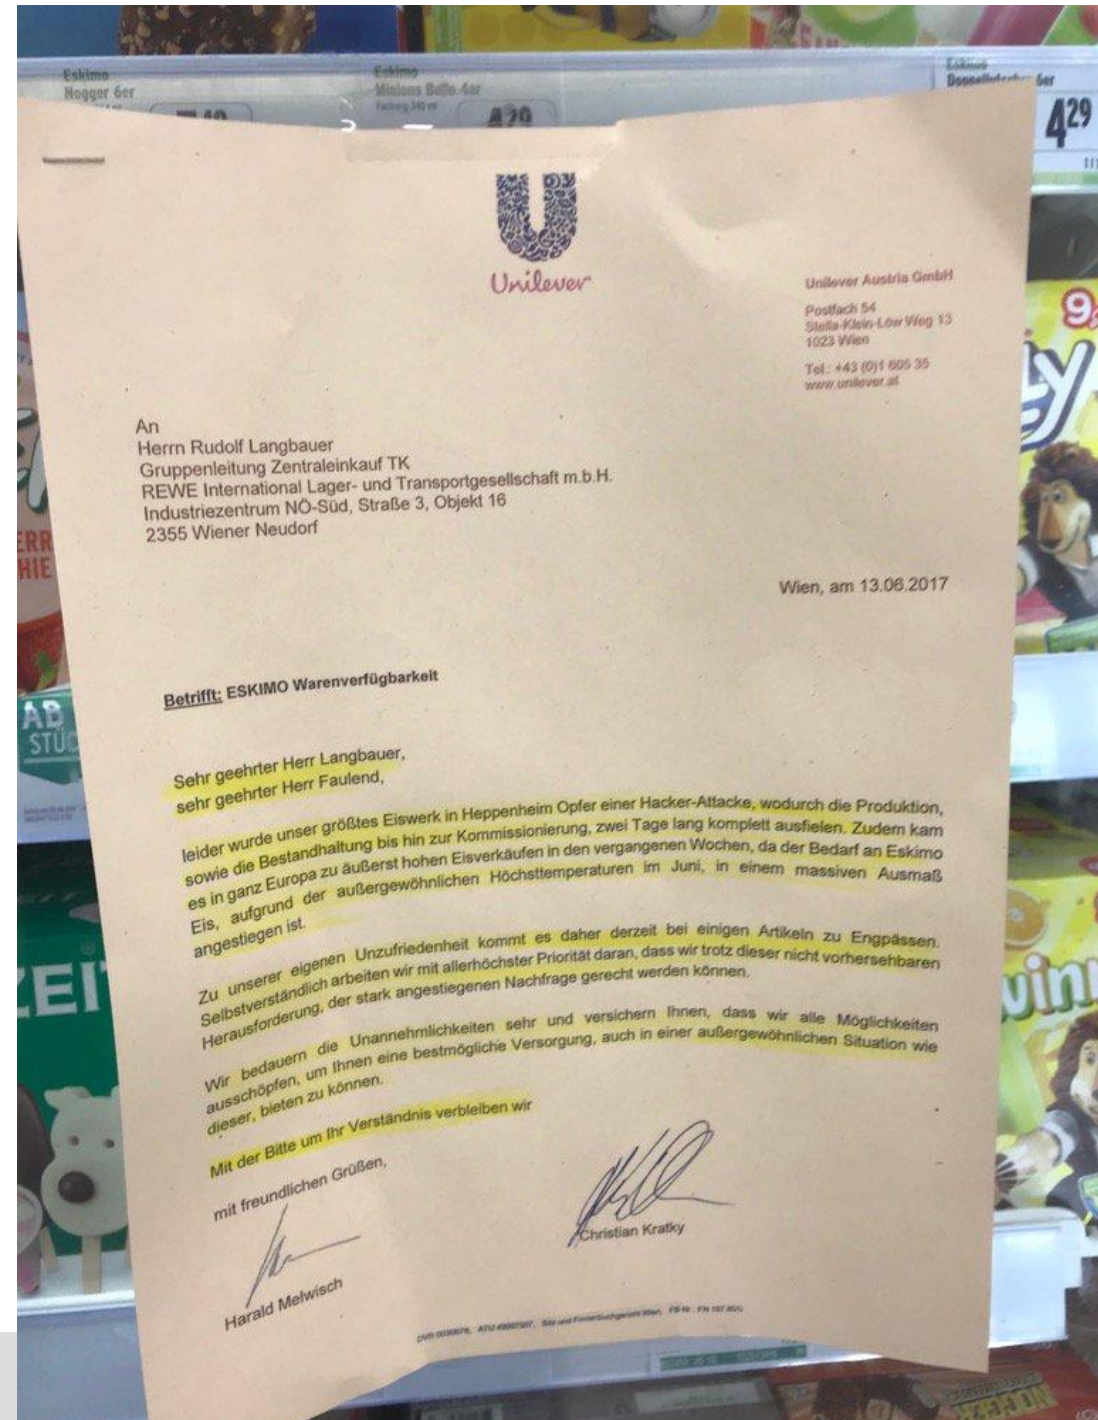 Eskimo
Nogger 6er
Eskimo
Minions Bello 4er
429
Eskimo
6er
429
Unilever
Unilever Austria GmbH
Postfach 54
Stella-Klein-Löw Weg 13
1023 Wien
Tel.: +43 (0)1 605 35
www.unilever.at
An
Herrn Rudolf Langbauer
Gruppenleitung Zentraleinkauf TK
REWE International Lager- und Transportgesellschaft m.b.H.
Industriezentrum NÖ-Süd, Straße 3, Objekt 16
2355 Wiener Neudorf
Wien, am 13.06.2017
Betrifft: ESKIMO Warenverfügbarkeit
Sehr geehrter Herr Langbauer,
sehr geehrter Herr Faulend,
leider wurde unser größtes Eiswerk in Heppenheim Opfer einer Hacker-Attacke, wodurch die Produktion,
sowie die Bestandhaltung bis hin zur Kommissionierung, zwei Tage lang komplett ausfielen. Zudem kam
es in ganz Europa zu äußerst hohen Eisverkäufen in den vergangenen Wochen, da der Bedarf an Eskimo
Eis, aufgrund der außergewöhnlichen Höchsttemperaturen im Juni, in einem massiven Ausmaß
angestiegen ist.
Zu unserer eigenen Unzufriedenheit kommt es daher derzeit bei einigen Artikeln zu Engpässen.
Selbstverständlich arbeiten wir mit allerhöchster Priorität daran, dass wir trotz dieser nicht vorhersehbaren
Herausforderung, der stark angestiegenen Nachfrage gerecht werden können.
Wir bedauern die Unannehmlichkeiten sehr und versichern Ihnen, dass wir alle Möglichkeiten
ausschöpfen, um Ihnen eine bestmögliche Versorgung, auch in einer außergewöhnlichen Situation wie
dieser, bieten zu können.
Mit der Bitte um Ihr Verständnis verbleiben wir
mit freundlichen Grüßen,
Christian Kratky
Harald Melwisch
AB
STÜC
ZEI